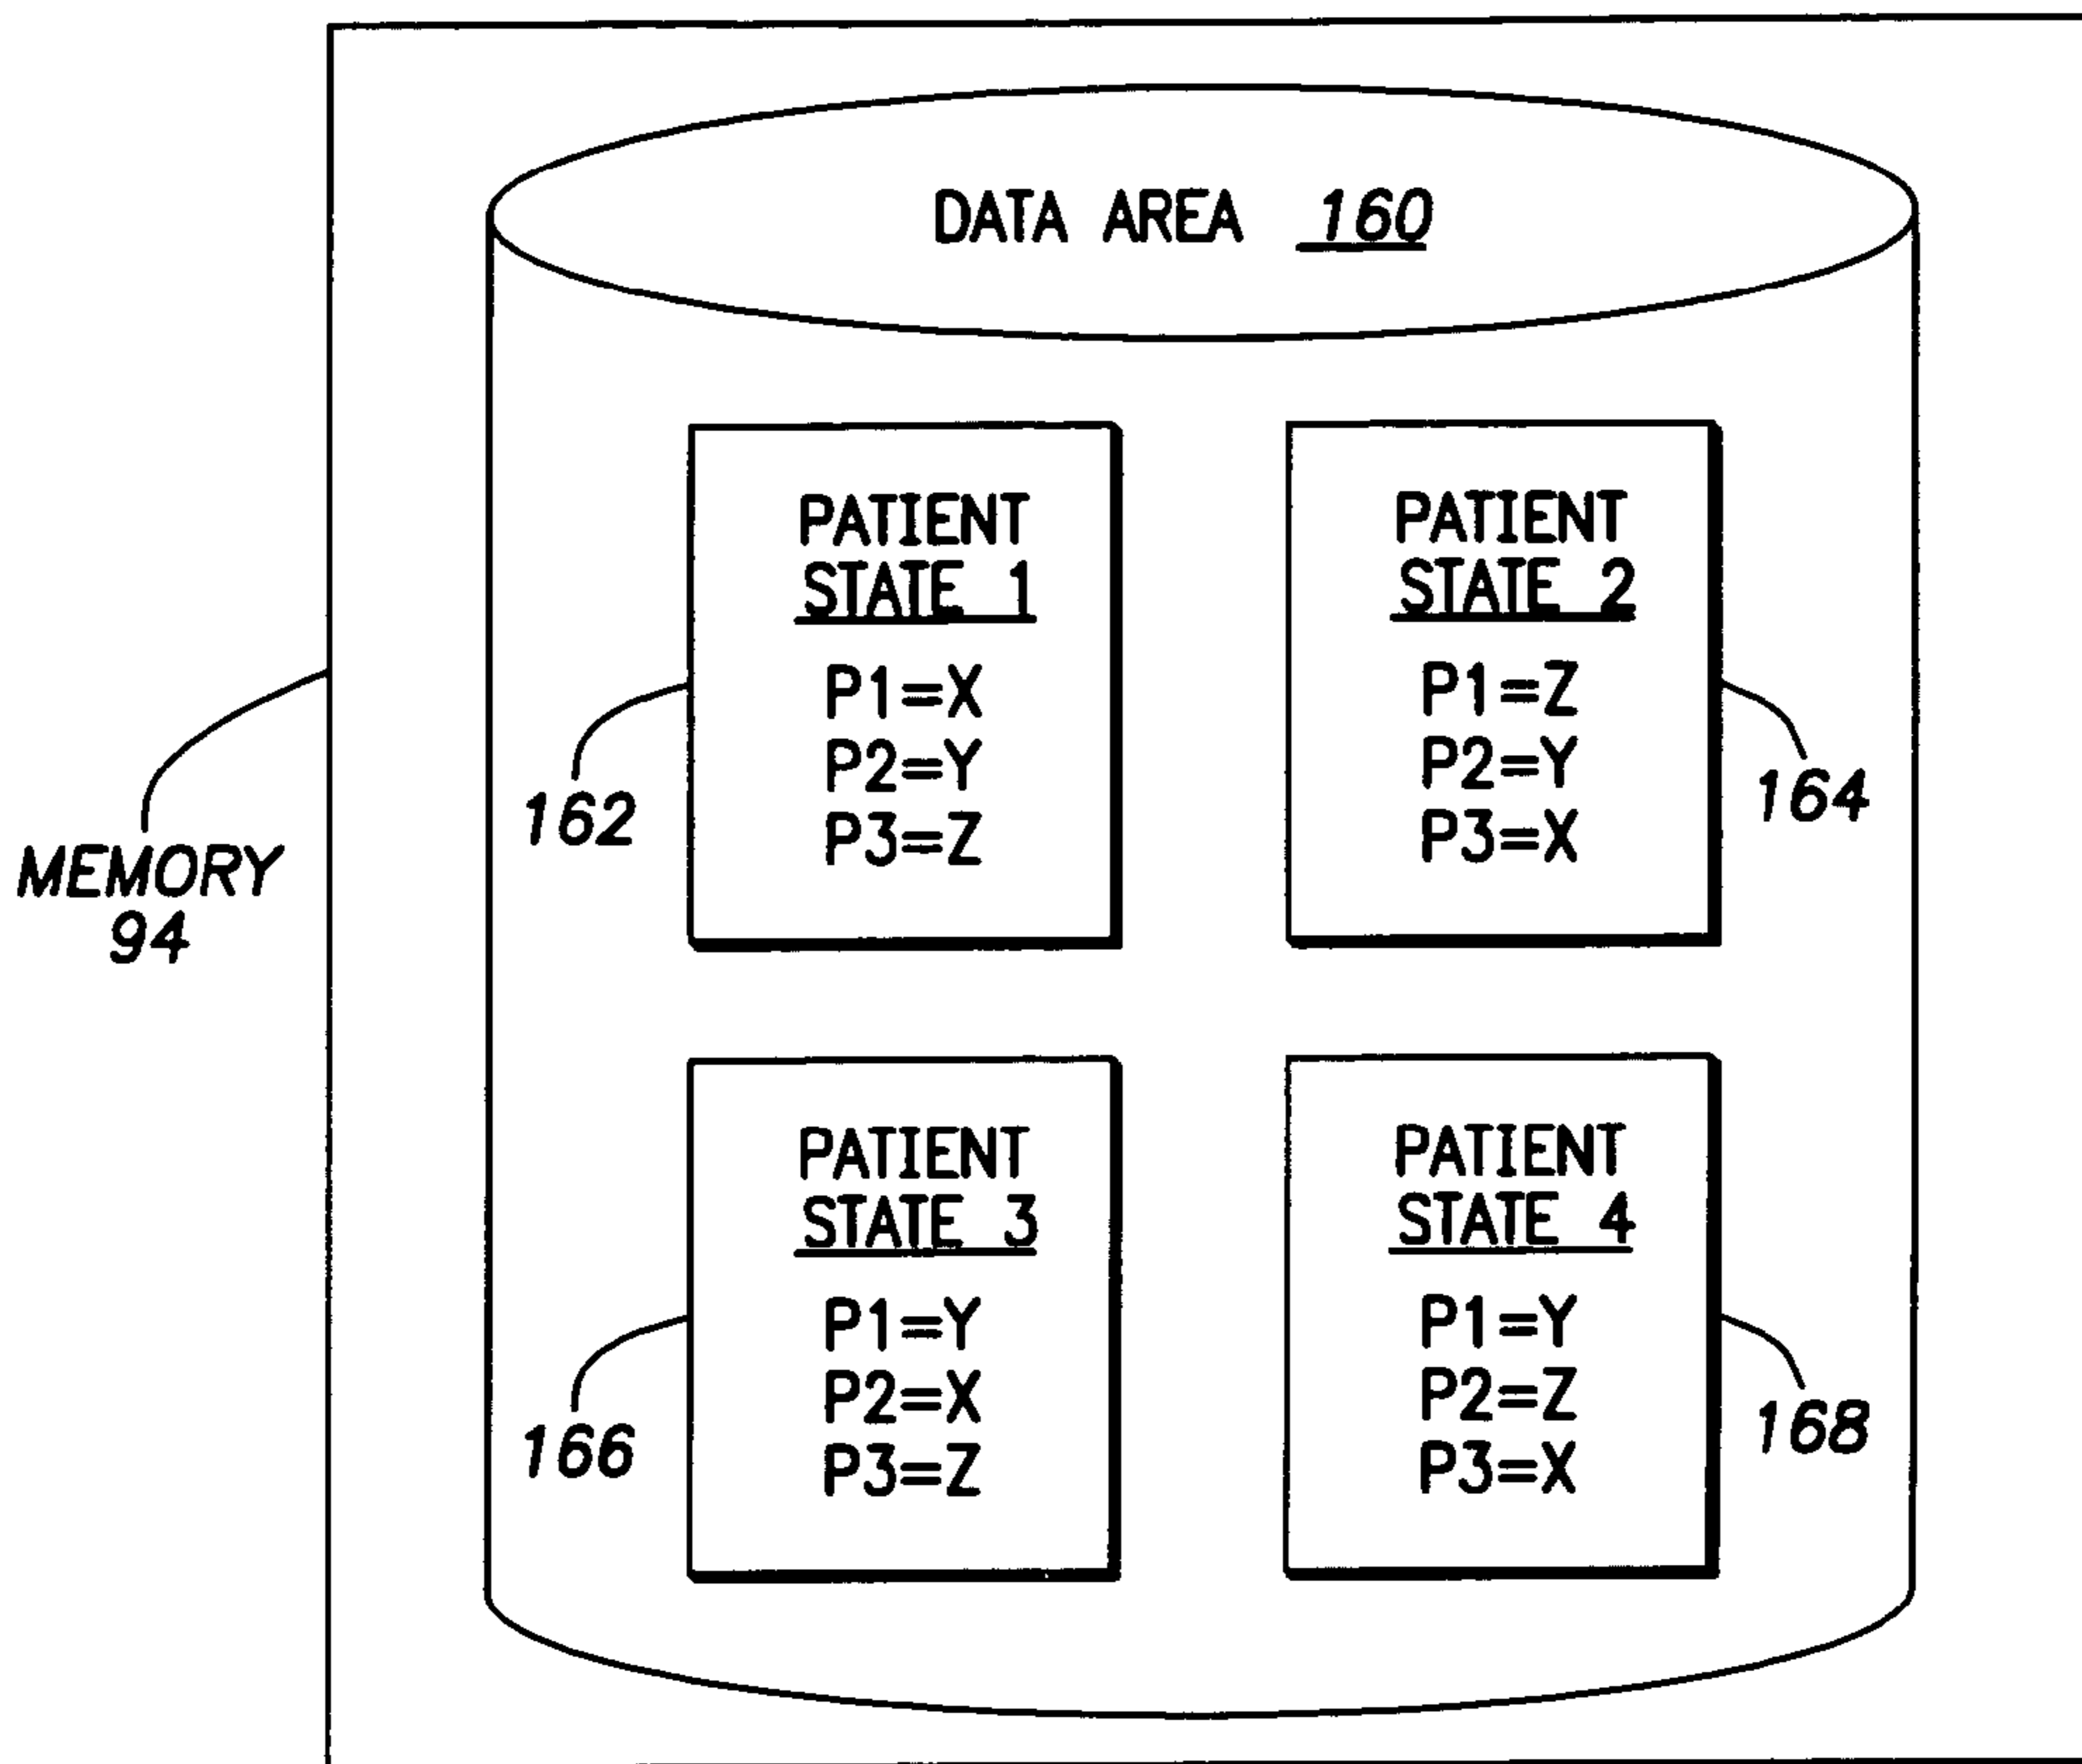 DATA AREA 160
PATIENT
STATE 1
P1=X
P2=Y
P3=Z
162
PATIENT
STATE 2
P1=Z
P2=Y
P3=X
164
MEMORY
94
PATIENT
STATE 3
P1=Y
P2=X
P3=Z
166
PATIENT
STATE 4
P1=Y
P2=Z
P3=X
168